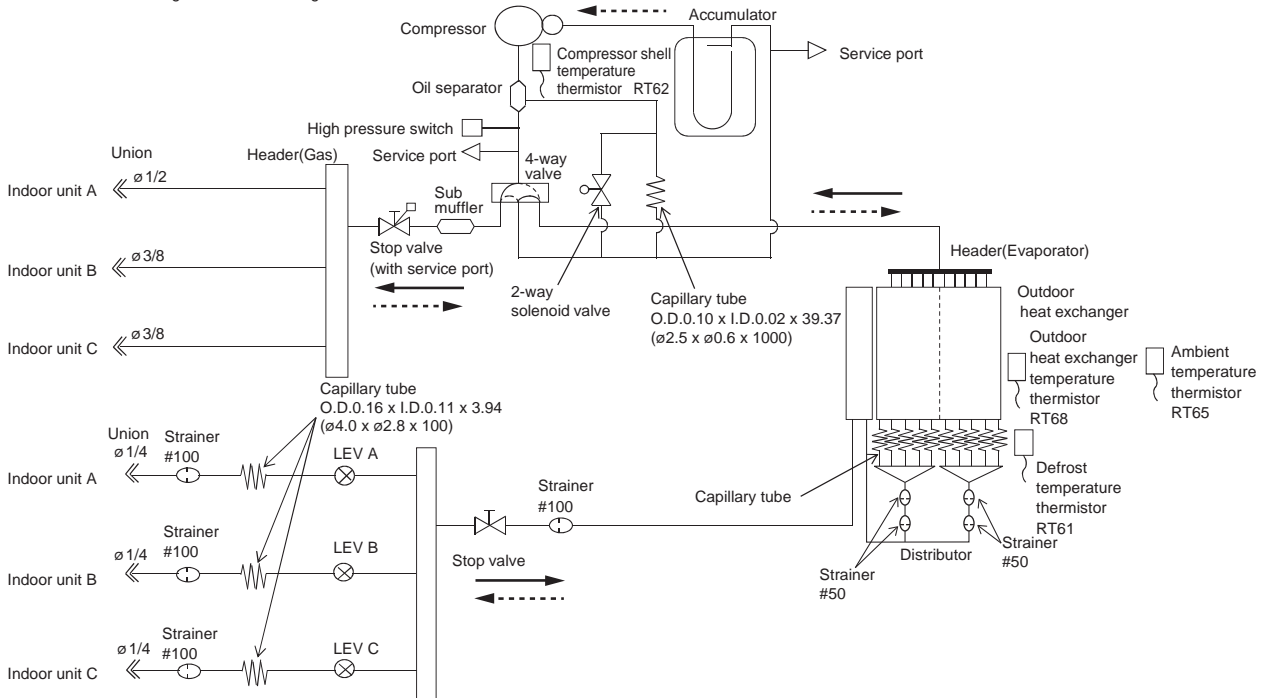 Compressor
Accumulator
Service port
Compressor shell
temperature
thermistor RT62
Oil separator
High pressure switch
Service port
4-way
valve
Union
Header(Gas)
Indoor unit A
ø1/2
Sub
muffler
Indoor unit B
ø3/8
Stop valve
(with service port)
Indoor unit C
ø3/8
2-way
solenoid valve
Capillary tube
O.D.0.10 x I.D.0.02 x 39.37
(ø2.5 x ø0.6 x 1000)
Header(Evaporator)
Outdoor
heat exchanger
Outdoor
heat exchanger
temperature
thermistor
RT68
Ambient
temperature
thermistor
RT65
Capillary tube
O.D.0.16 x I.D.0.11 x 3.94
(ø4.0 x ø2.8 x 100)
Union
ø1/4
Strainer
#100
LEV A
Indoor unit A
Strainer
#100
Capillary tube
Defrost
temperature
thermistor
RT61
ø1/4
Strainer
#100
LEV B
Indoor unit B
Stop valve
Distributor
Strainer
#50
Strainer
#50
ø1/4
Strainer
#100
LEV C
Indoor unit C